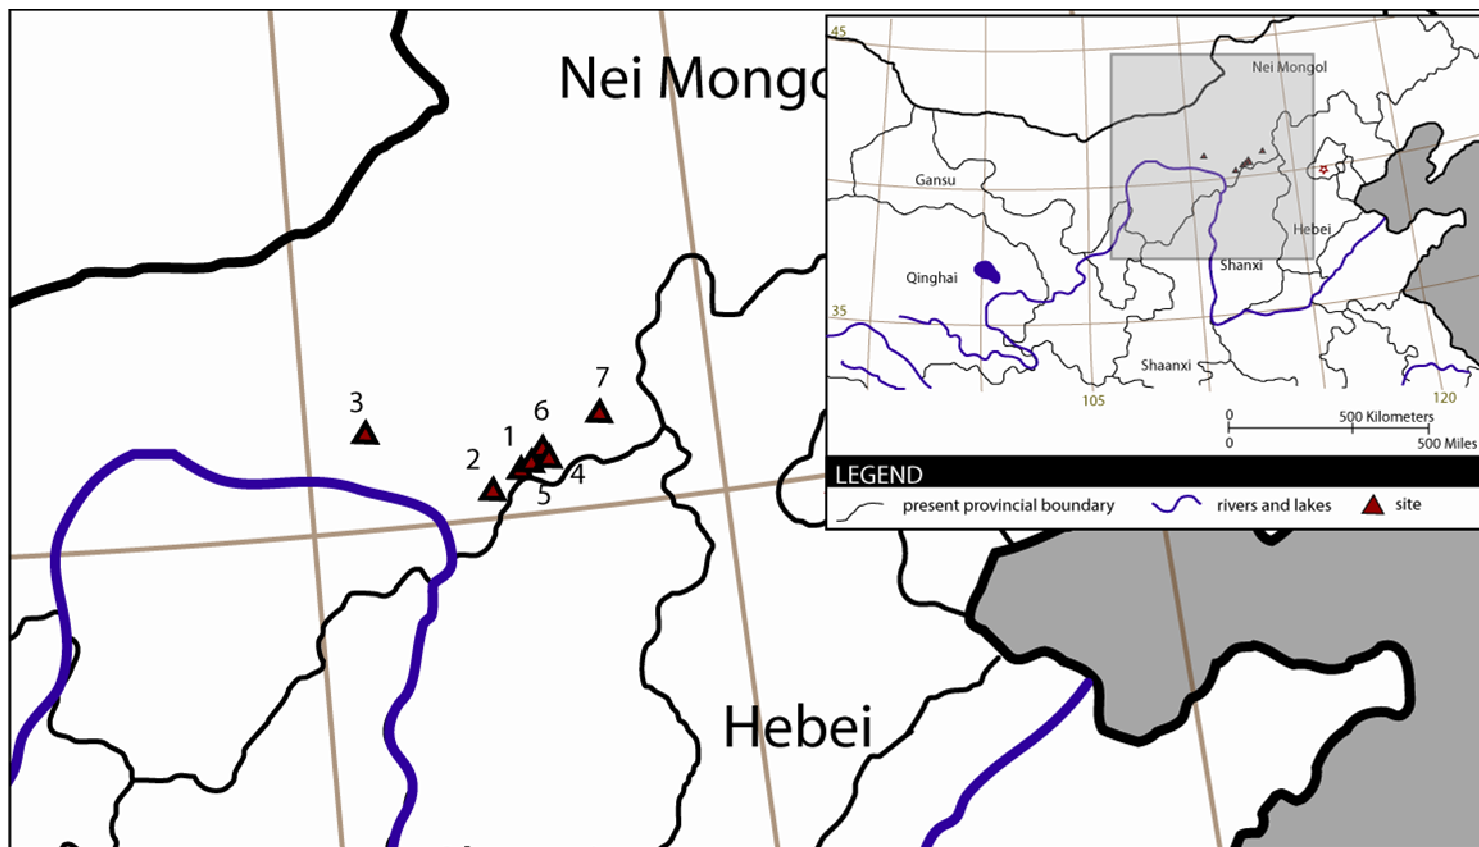 Nei Mongo
3
7
6
1
2
4
5
Hebei
45
Nei Mongol
Gansu
Hebei
Qinghai
Shanxi
35
Shaanxi
105
120
0 500 Kilometers
0 500 Miles
LEGEND
present provincial boundary rivers and lakes site